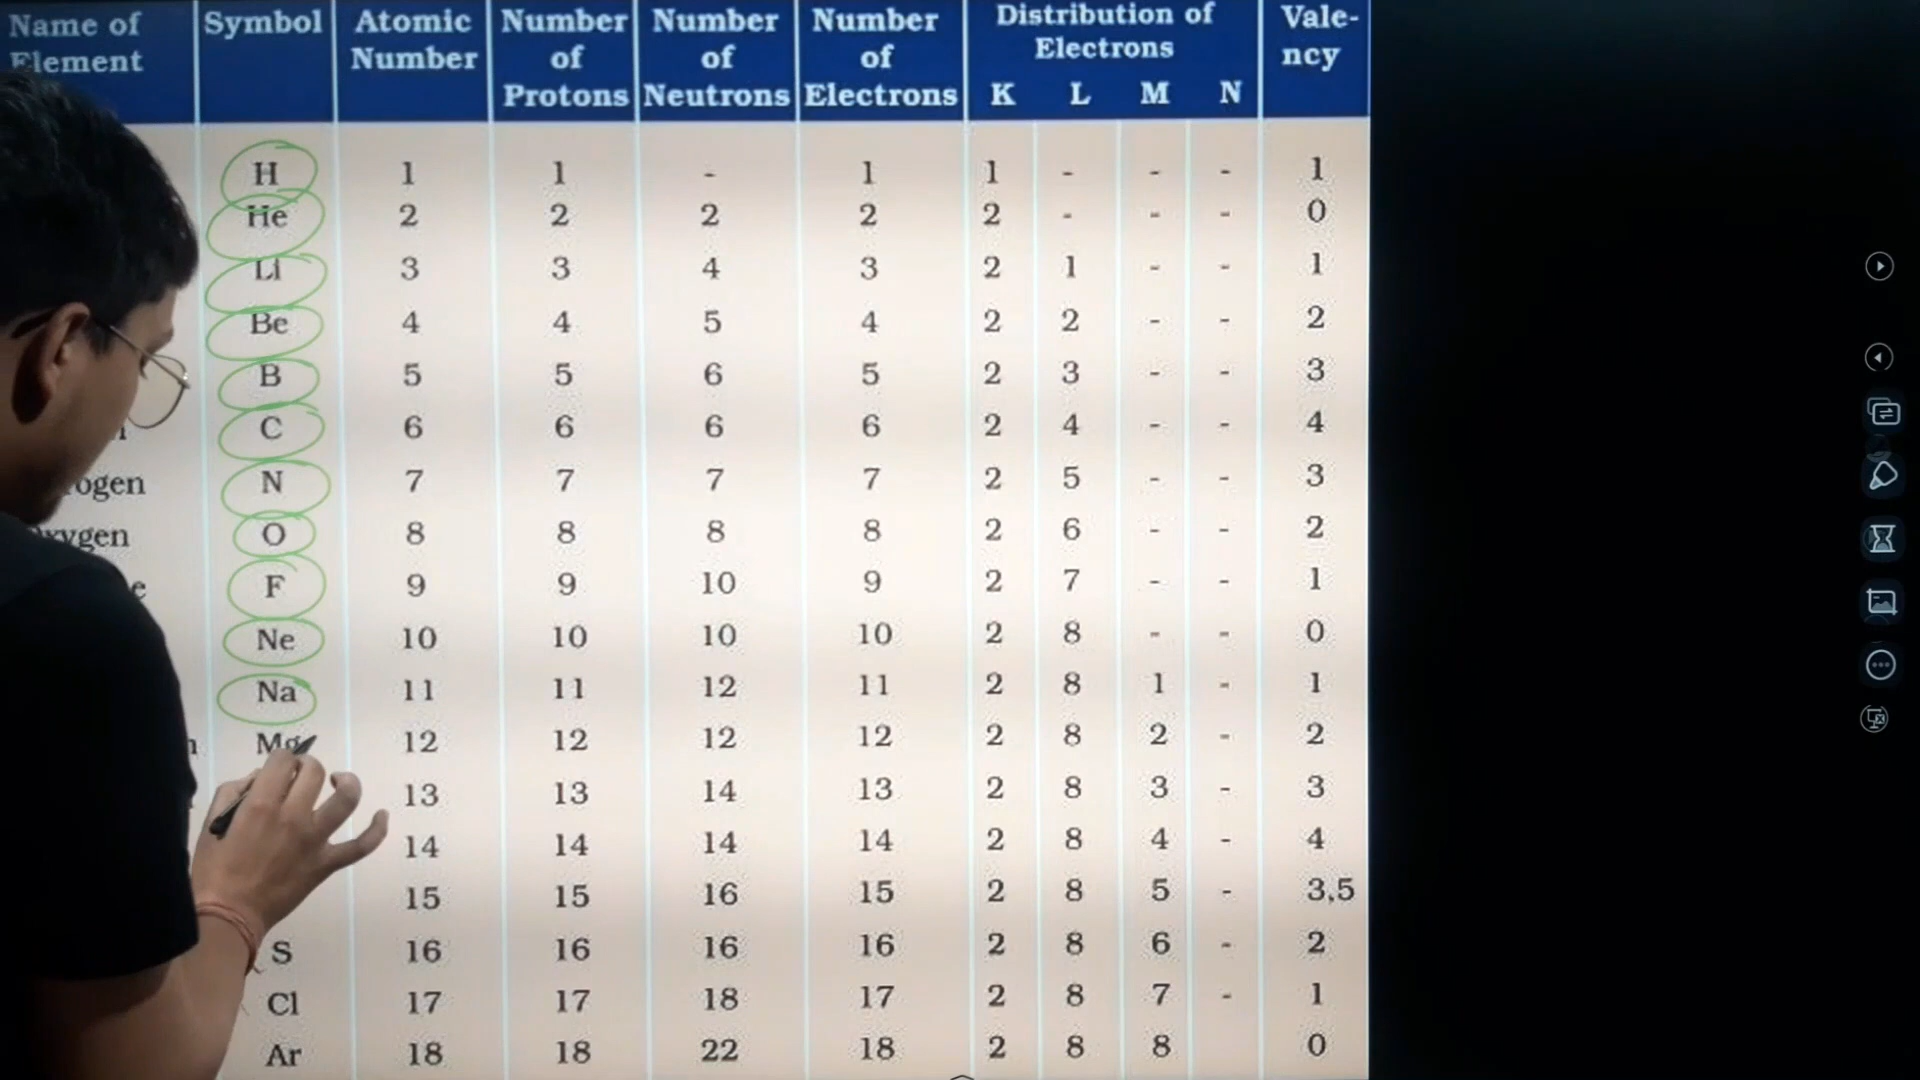 Name of Element Symbol Atomic Number Number of Protons Number of Neutrons Number of Electrons Distribution of Electrons K L M N Vale-ncy
H 1 1 - 1 1 - - - 1
He 2 2 2 2 2 - - - 0
Li 3 3 4 3 2 1 - - 1
Be 4 4 5 4 2 2 - - 2
B 5 5 6 5 2 3 - - 3
C 6 6 6 6 2 4 - - 4
rogen N 7 7 7 7 2 5 - - 3
Oxygen O 8 8 8 8 2 6 - - 2
e F 9 9 10 9 2 7 - - 1
Ne 10 10 10 10 2 8 - - 0
Na 11 11 12 11 2 8 1 - 1
Mg 12 12 12 12 2 8 2 - 2
13 13 14 13 2 8 3 - 3
14 14 14 14 2 8 4 - 4
15 15 16 15 2 8 5 - 3,5
S 16 16 16 16 2 8 6 - 2
Cl 17 17 18 17 2 8 7 - 1
Ar 18 18 22 18 2 8 8 0